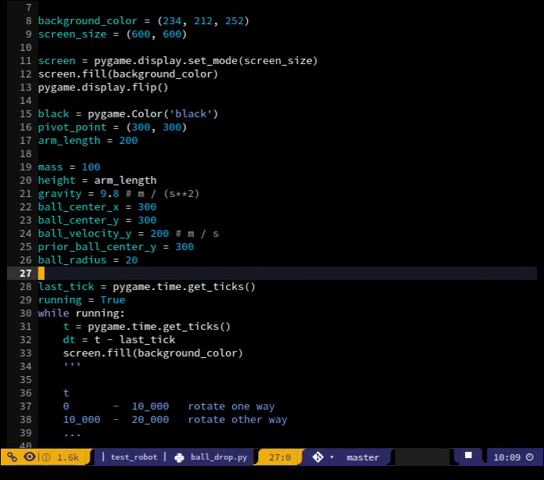 7
8 background_color = (234, 212, 252)
9 screen_size = (600, 600)
10
11 screen = pygame.display.set_mode(screen_size)
12 screen.fill(background_color)
13 pygame.display.flip()
14
15 black = pygame.Color('black')
16 pivot_point = (300, 300)
17 arm_length = 200
18
19 mass = 100
20 height = arm_length
21 gravity = 9.8 # m / (s**2)
22 ball_center_x = 300
23 ball_center_y = 300
24 ball_velocity_y = 200 # m / s
25 prior_ball_center_y = 300
26 ball_radius = 20
27
28 last_tick = pygame.time.get_ticks()
29 running = True
30 while running:
31     t = pygame.time.get_ticks()
32     dt = t - last_tick
33     screen.fill(background_color)
34     '''
35
36     t
37     0       -  10_000   rotate one way
38     10_000  -  20_000   rotate other way
39     ...
40
1.6k | test_robot | ball_drop.py 27:0 master 10:09